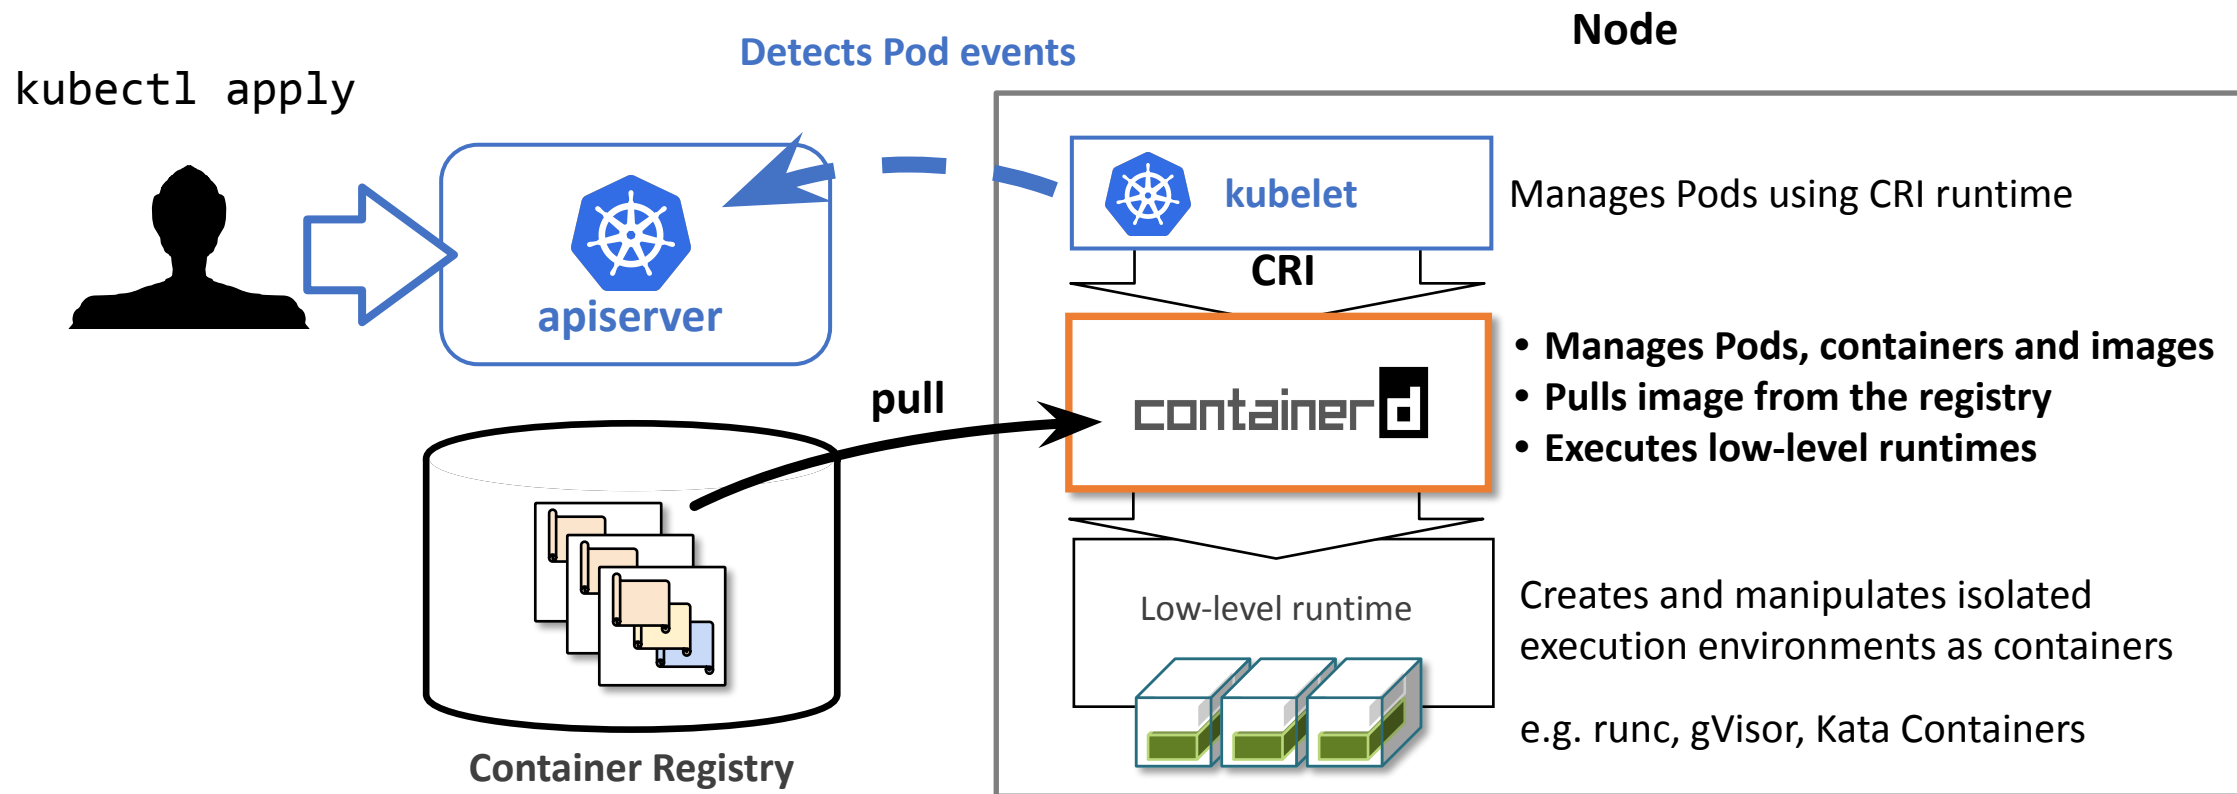 Node
Detects Pod events
kubectl apply
kubelet
Manages Pods using CRI runtime
CRI
apiserver
• Manages Pods, containers and images
• Pulls image from the registry
• Executes low-level runtimes
containerd
pull
Low-level runtime
Creates and manipulates isolated
execution environments as containers
e.g. runc, gVisor, Kata Containers
Container Registry